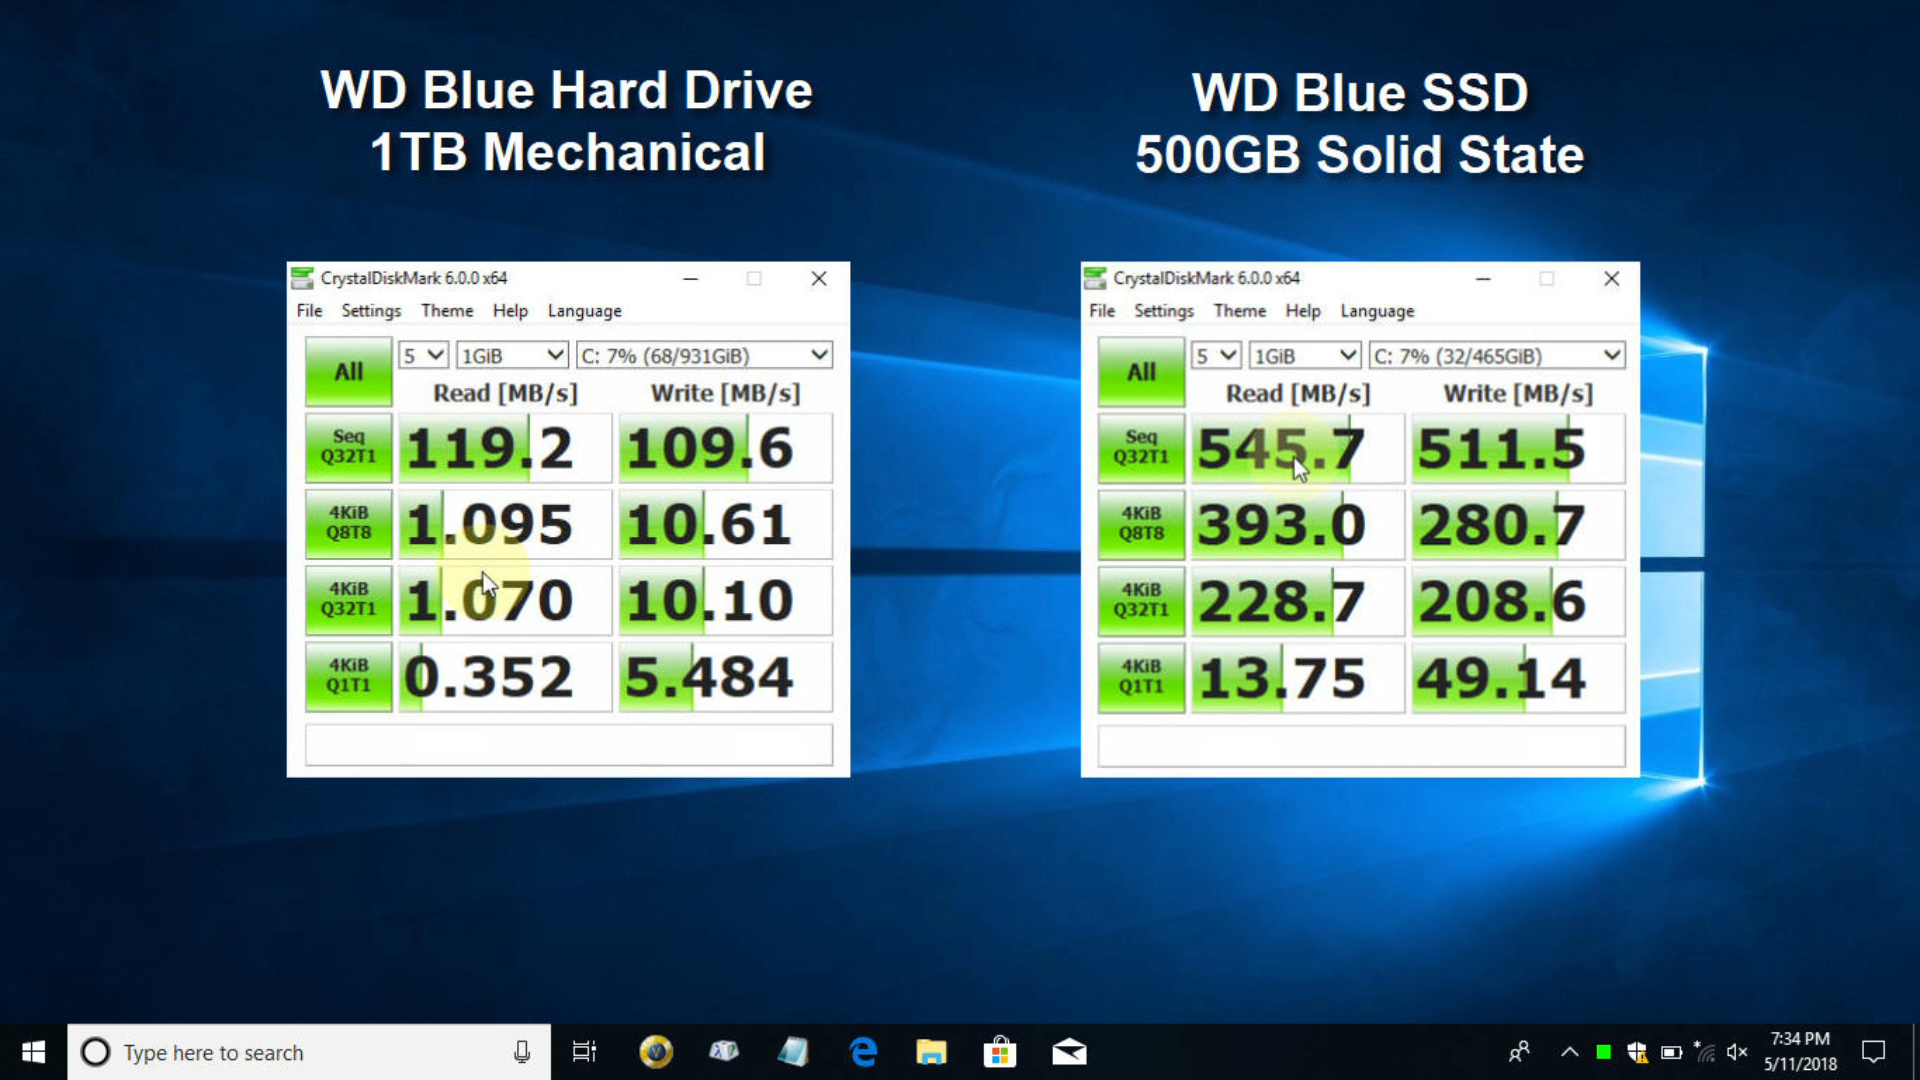 WD Blue Hard Drive
1TB Mechanical
WD Blue SSD
500GB Solid State
CrystalDiskMark 6.0.0 x64
File Settings Theme Help Language
All 5 1GiB C: 7% (68/931GiB)
Read [MB/s] Write [MB/s]
Seq
Q32T1
119.2 109.6
4KiB
Q8T8
1.095 10.61
4KiB
Q32T1
1.070 10.10
4KiB
Q1T1
0.352 5.484
CrystalDiskMark 6.0.0 x64
File Settings Theme Help Language
All 5 1GiB C: 7% (32/465GiB)
Read [MB/s] Write [MB/s]
Seq
Q32T1
545.7 511.5
4KiB
Q8T8
393.0 280.7
4KiB
Q32T1
228.7 208.6
4KiB
Q1T1
13.75 49.14
Type here to search
7:34 PM
5/11/2018